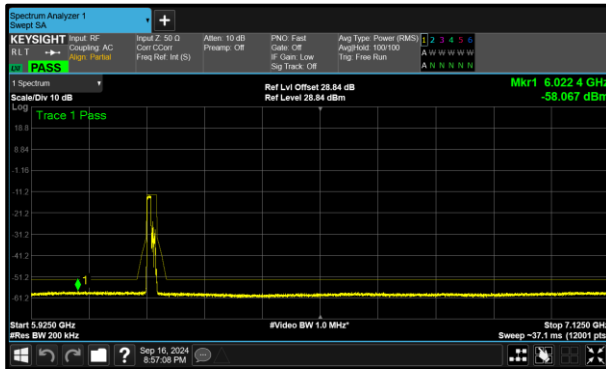 Spectrum Analyzer 1
Swept SA
KEYSIGHT
RLT
PASS
Input: RF
Coupling: AC
Align: Partial
Input Z: 50 Ω
Corr CCorr
Freq Ref: Int (S)
Atten: 10 dB
Preamp: Off
PNO: Fast
Gate: Off
IF Gain: Low
Sig Track: Off
Avg Type: Power (RMS)
Avg|Hold: 100/100
Trig: Free Run
1 2 3 4 5 6
A W W W W W
A N N N N N
1 Spectrum
Scale/Div 10 dB
Ref Lvl Offset 28.84 dB
Ref Level 28.84 dBm
Mkr1 6.022 4 GHz
-58.067 dBm
Log
Trace 1 Pass
18.8
8.84
-1.16
-11.2
-21.2
-31.2
-41.2
-51.2
-61.2
1
Start 5.9250 GHz
#Res BW 200 kHz
#Video BW 1.0 MHz*
Stop 7.1250 GHz
Sweep ~37.1 ms (12001 pts)
?
Sep 16, 2024
8:57:08 PM